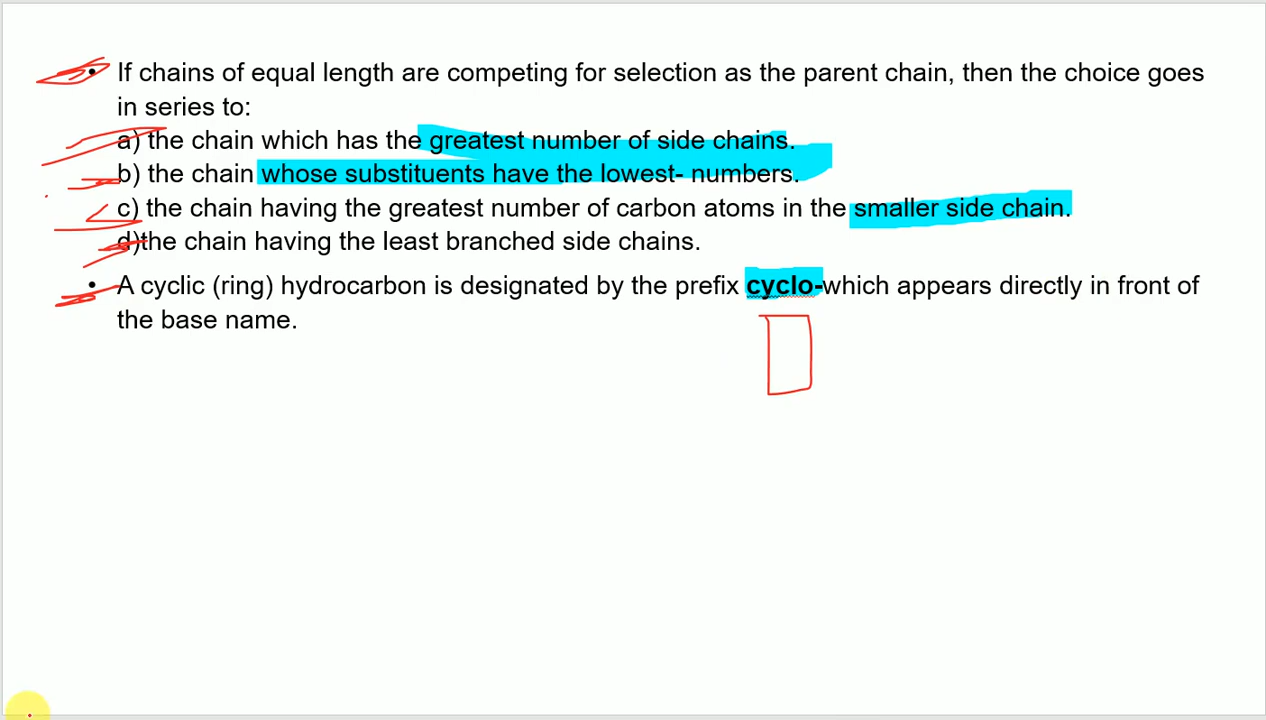 • If chains of equal length are competing for selection as the parent chain, then the choice goes
in series to:
a) the chain which has the greatest number of side chains.
b) the chain whose substituents have the lowest- numbers.
c) the chain having the greatest number of carbon atoms in the smaller side chain.
d)the chain having the least branched side chains.
• A cyclic (ring) hydrocarbon is designated by the prefix cyclo-which appears directly in front of
the base name.